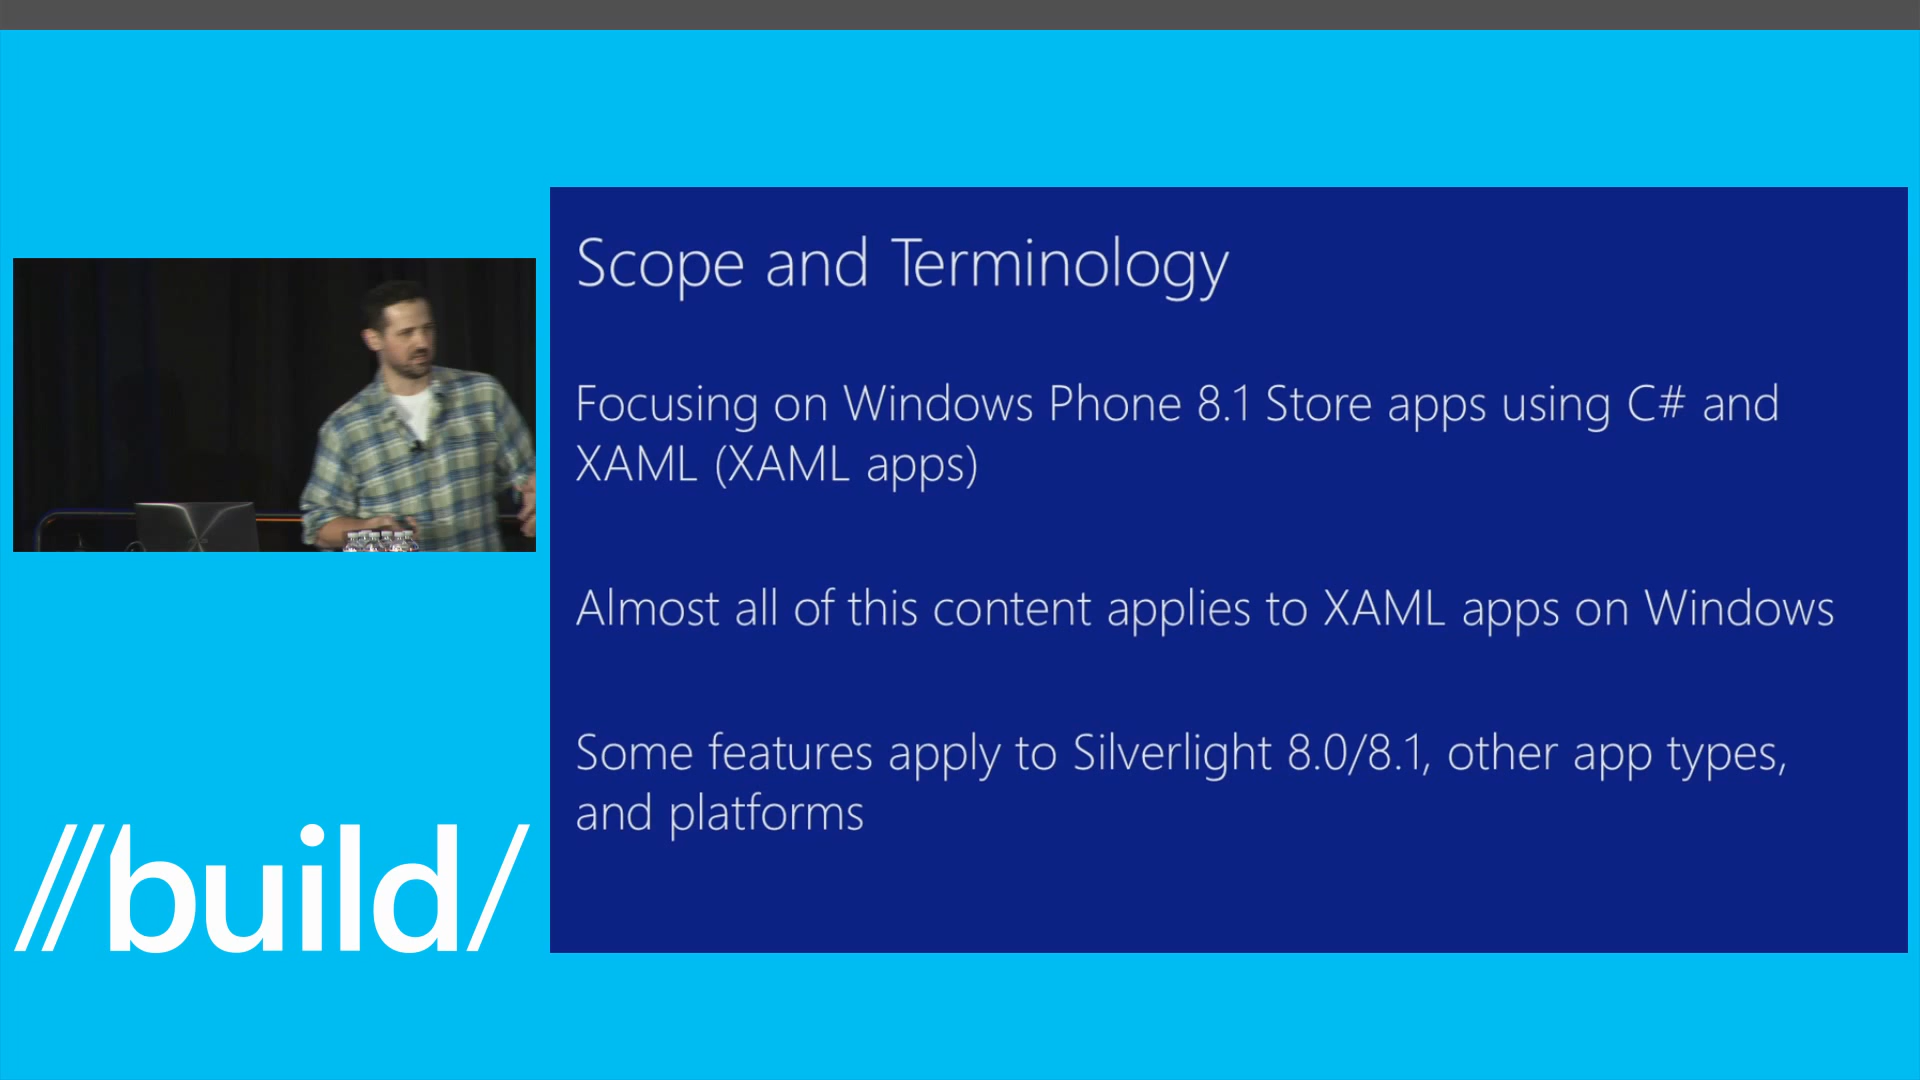 Scope and Terminology
Focusing on Windows Phone 8.1 Store apps using C# and
XAML (XAML apps)
Almost all of this content applies to XAML apps on Windows
Some features apply to Silverlight 8.0/8.1, other app types,
and platforms
//build/